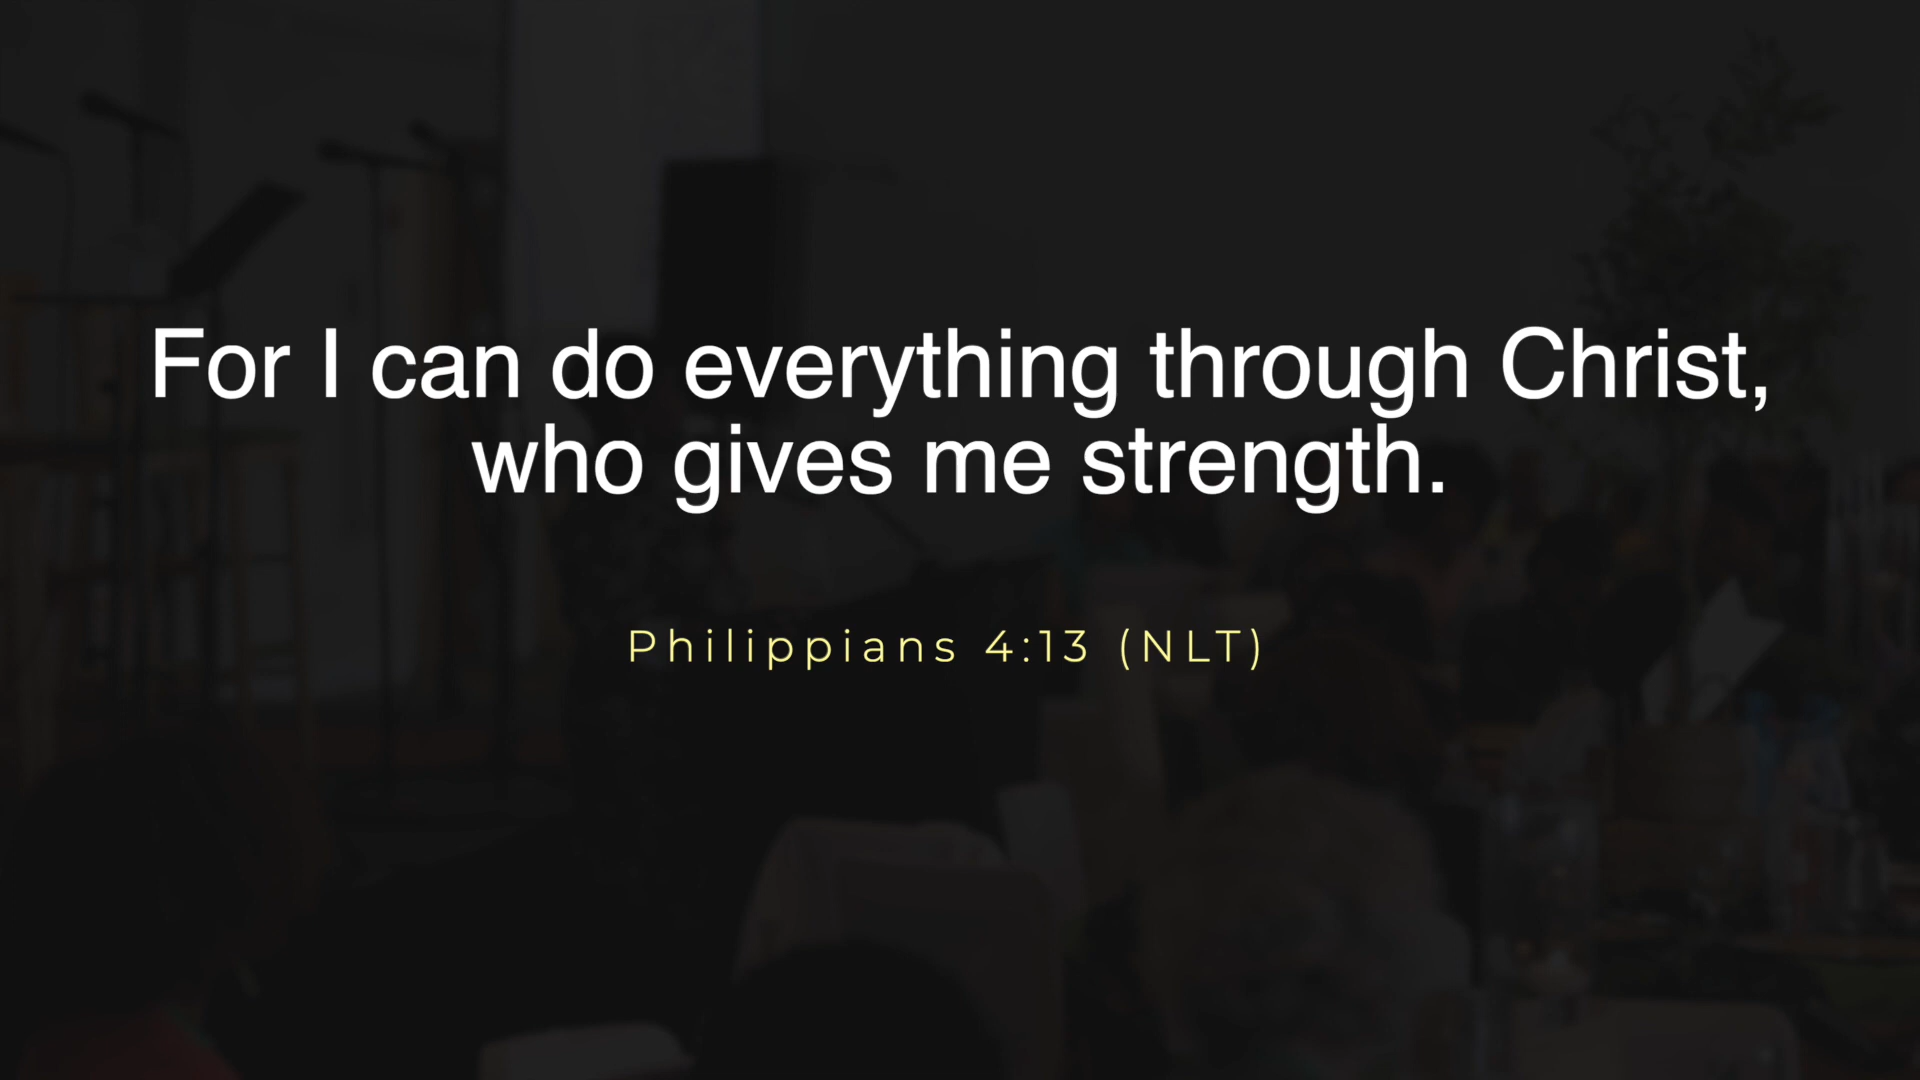 For I can do everything through Christ,
who gives me strength.
Philippians 4:13 (NLT)